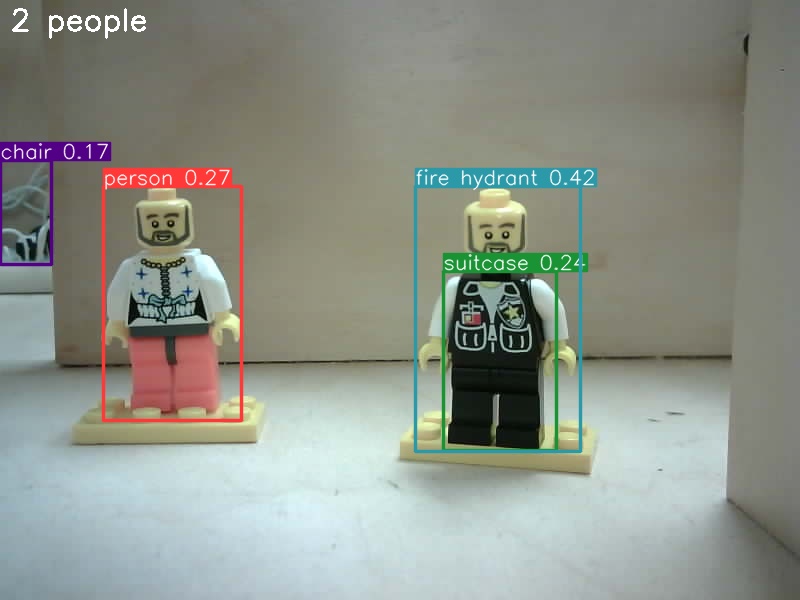 2 people
chair 0.17
person 0.27
fire hydrant 0.42
suitcase 0.24